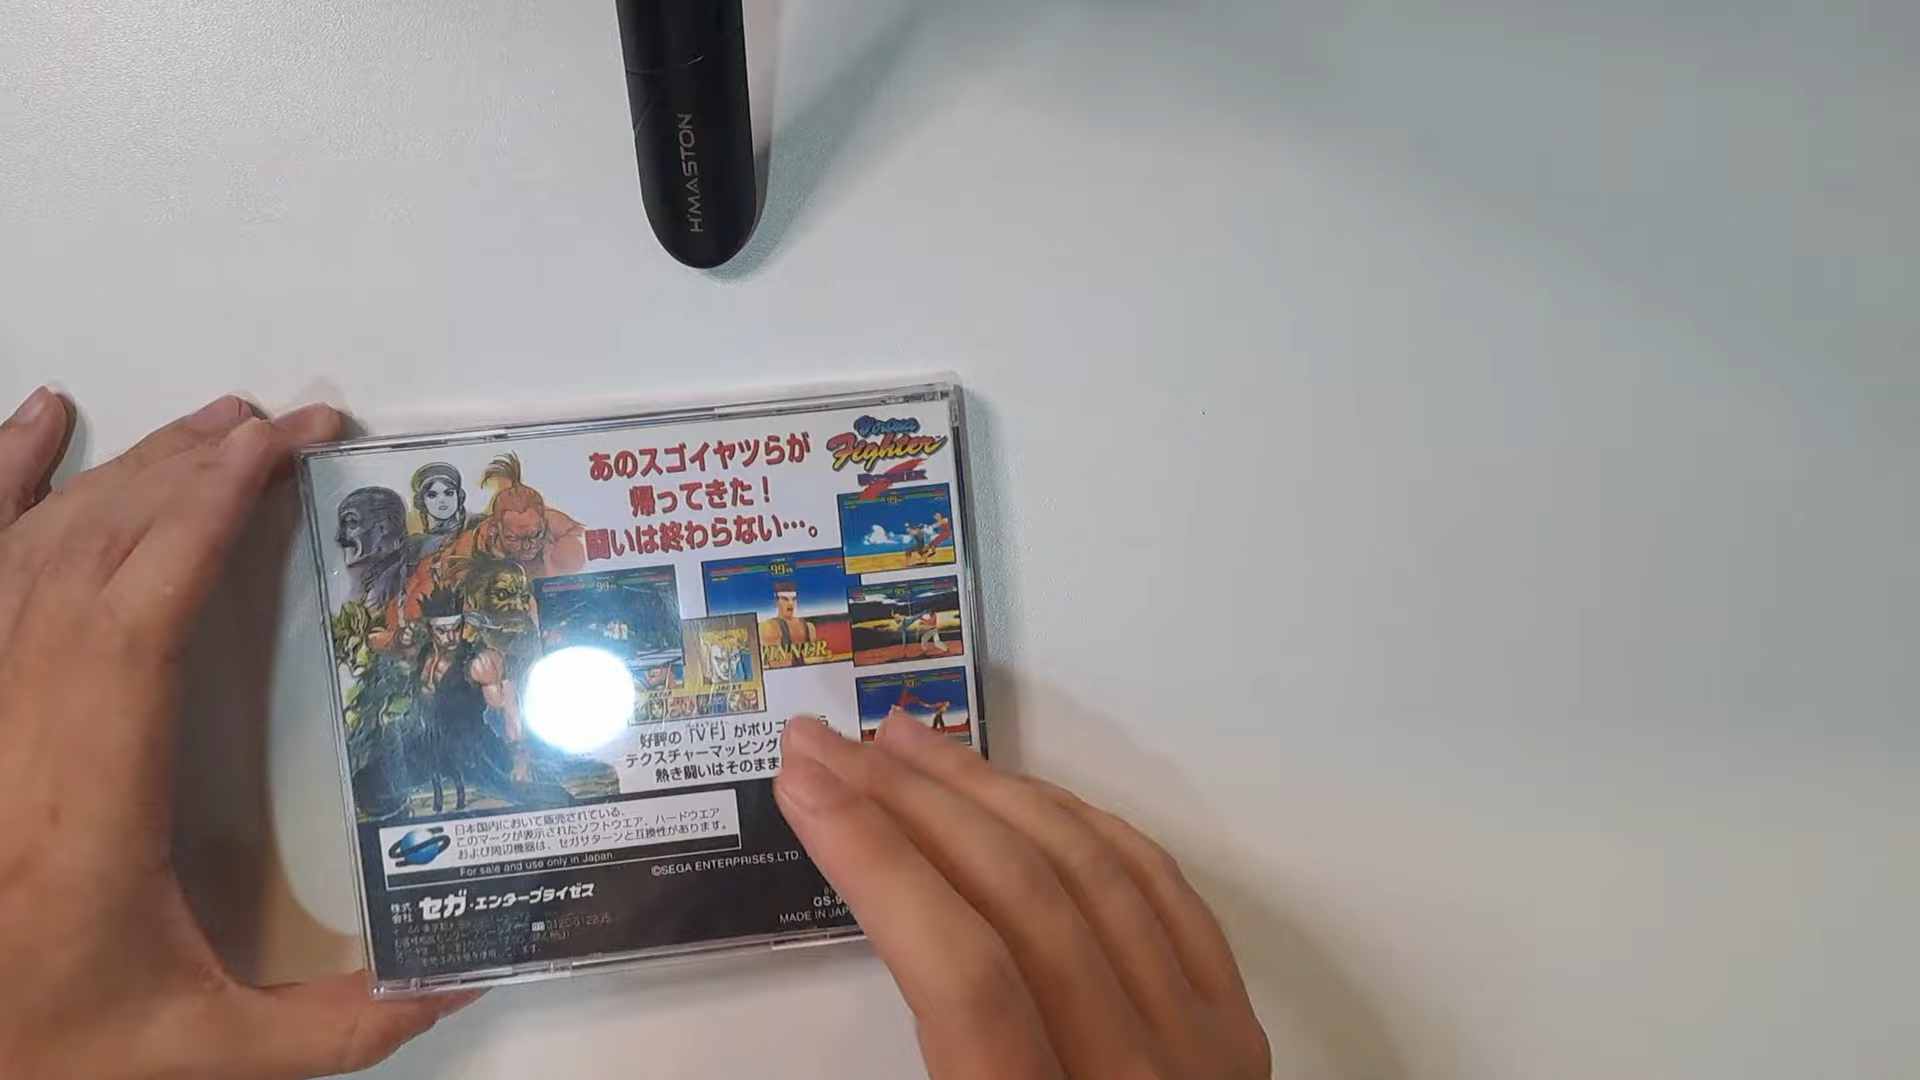 H'MASTON
あのスゴイヤツらが
帰ってきた！
闘いは終わらない…。
Virtua
Fighter
99
99
WINNER
JACKY
好評の「VF」がポリゴ
テクスチャーマッピング
熱き闘いはそのまま
日本国内において販売されている、
このマークが表示されたソフトウエア、ハードウエア
および周辺機器は、セガサターンと互換性があります。
For sale and use only in Japan.
©SEGA ENTERPRISES.LTD.
株式会社 セガ・エンタープライゼス
GS-9
MADE IN JAP